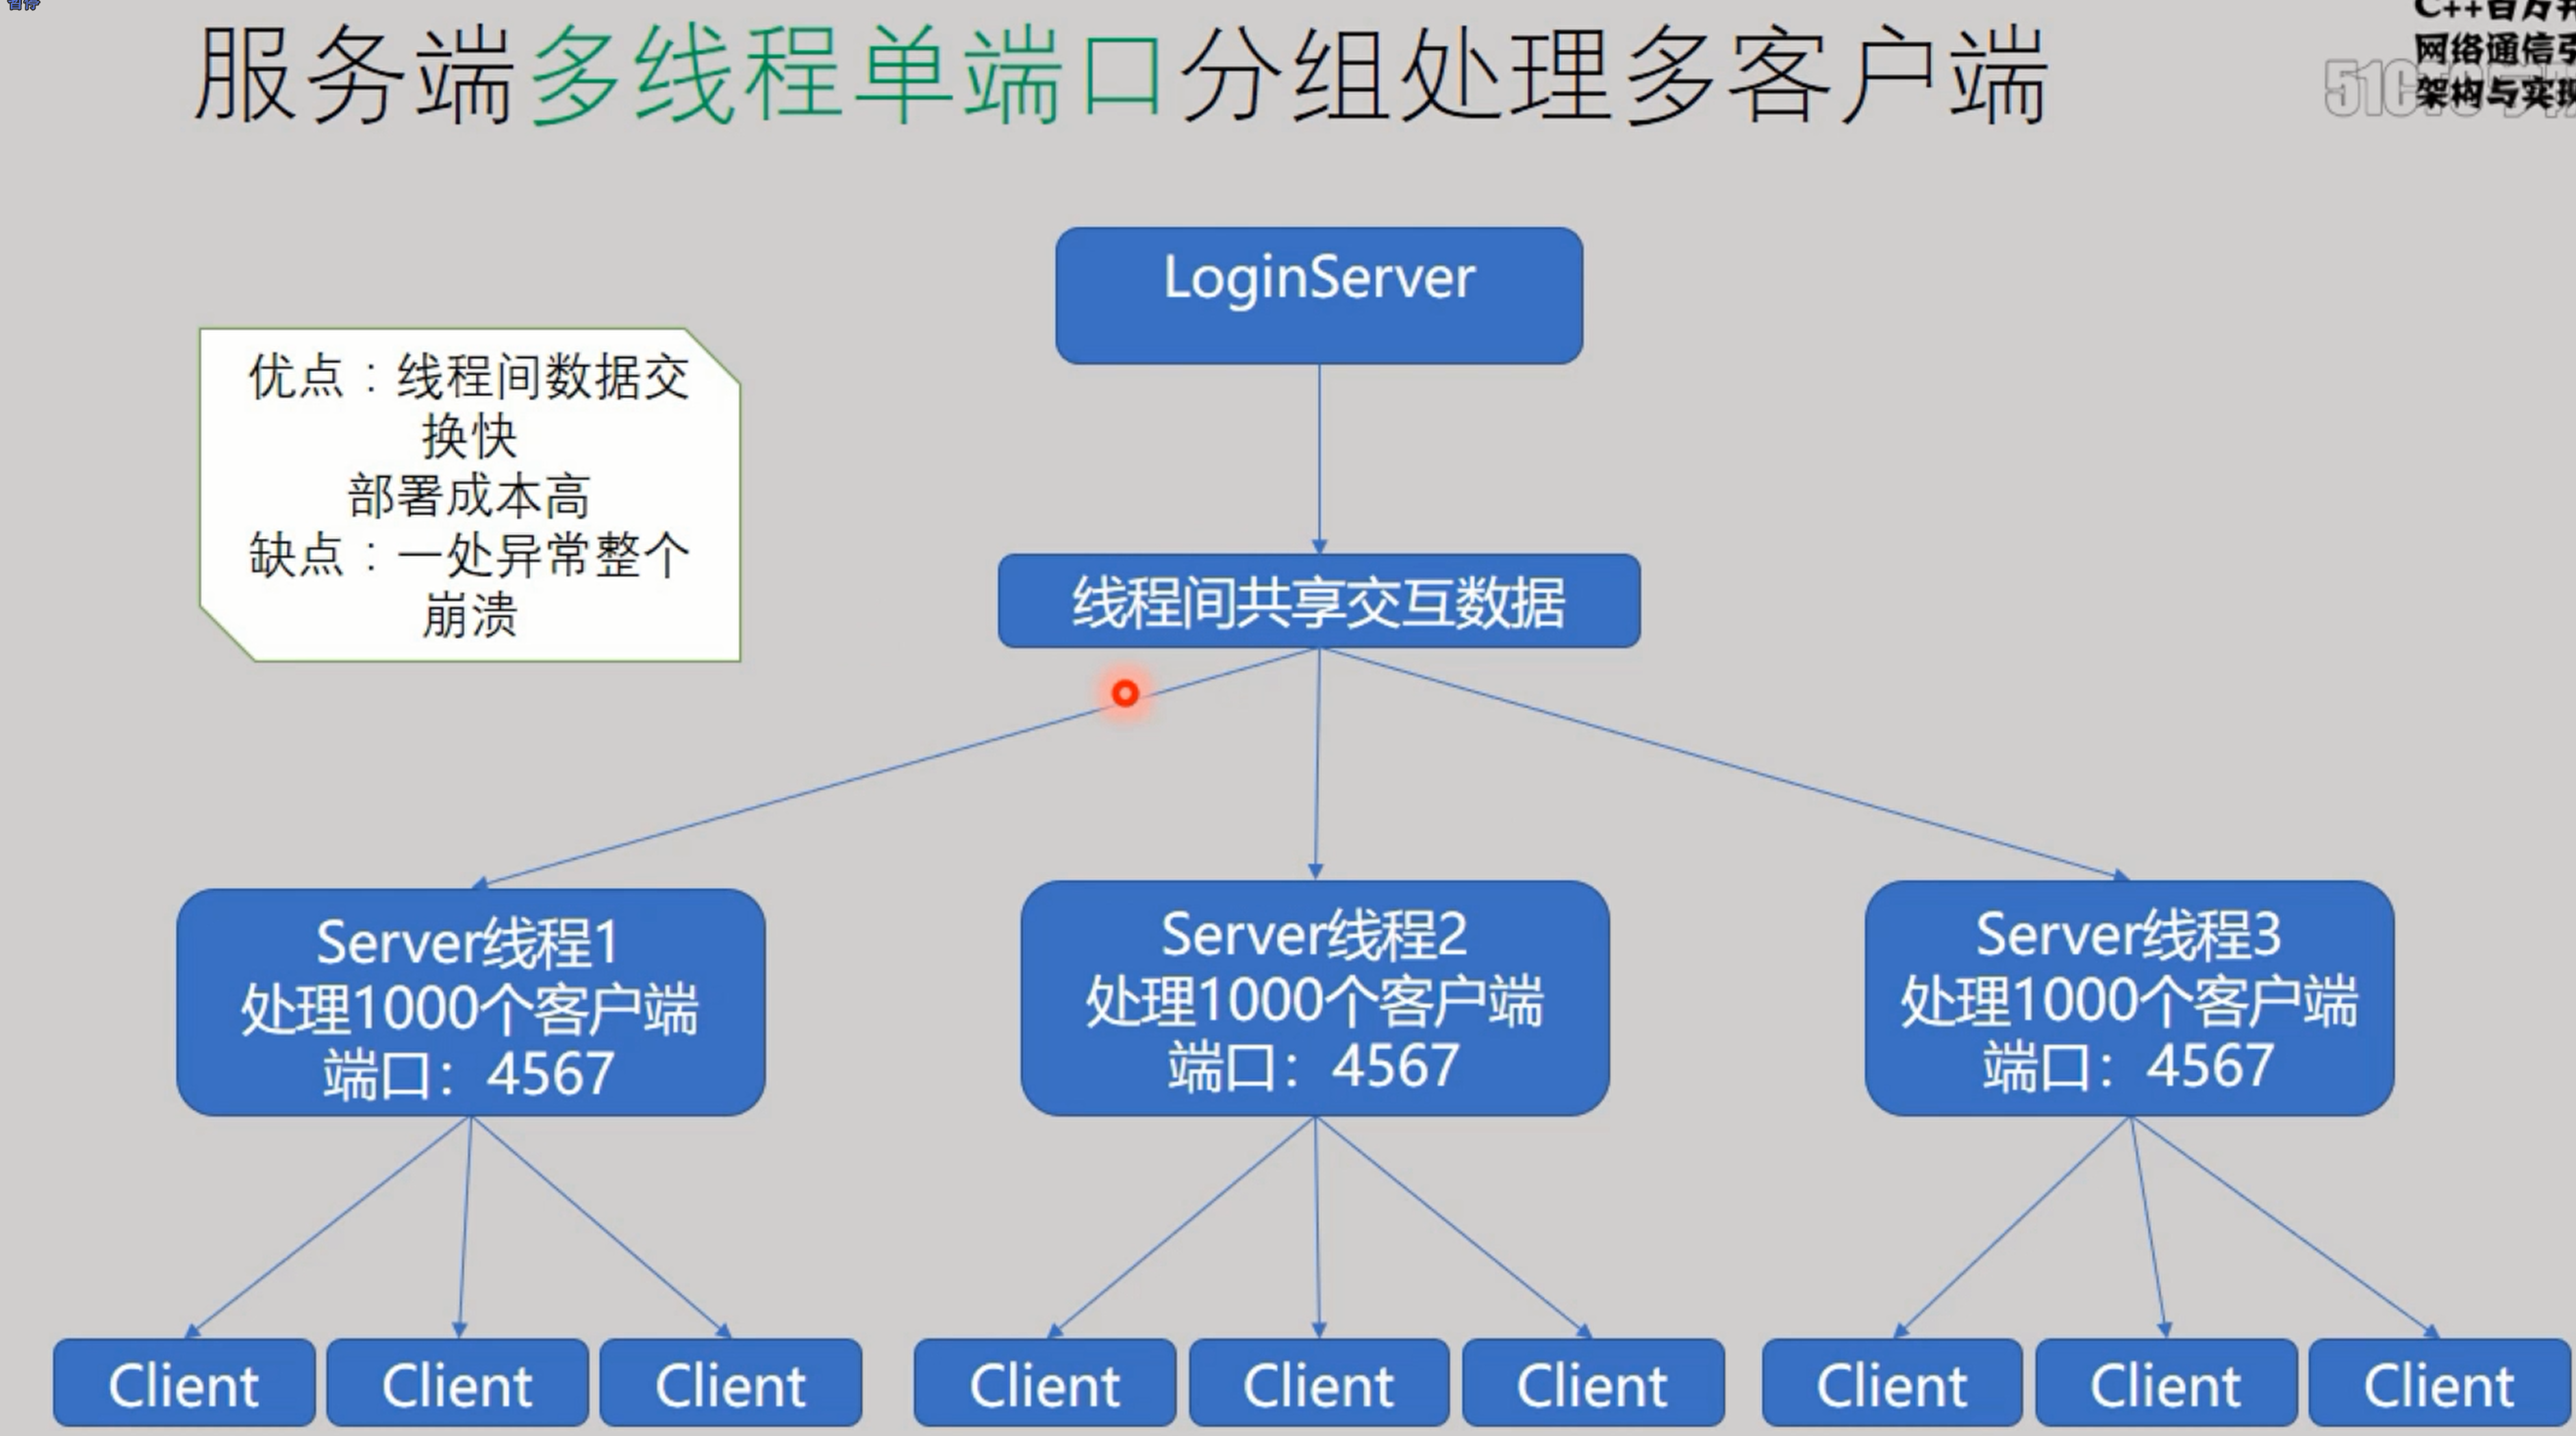 暂停
服务端多线程单端口分组处理多客户端
C++百万并
网络通信引
架构与实现
LoginServer
优点：线程间数据交
换快
部署成本高
缺点：一处异常整个
崩溃
线程间共享交互数据
Server线程1
处理1000个客户端
端口：4567
Server线程2
处理1000个客户端
端口：4567
Server线程3
处理1000个客户端
端口：4567
Client
Client
Client
Client
Client
Client
Client
Client
Client